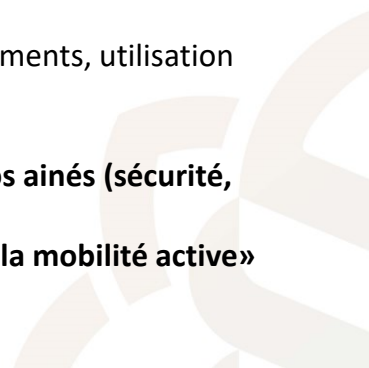 ments, utilisation
s ainés (sécurité,
la mobilité active»